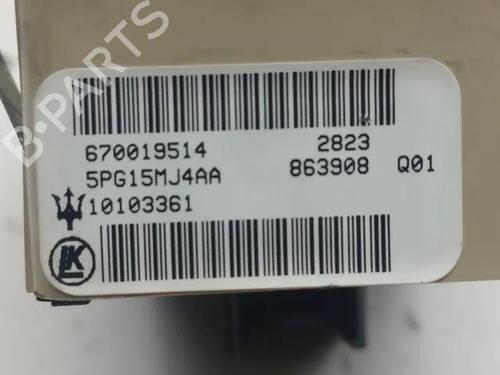 670019514 2823
5PG15MJ4AA 863908 Q01
10103361
K
B-PARTS